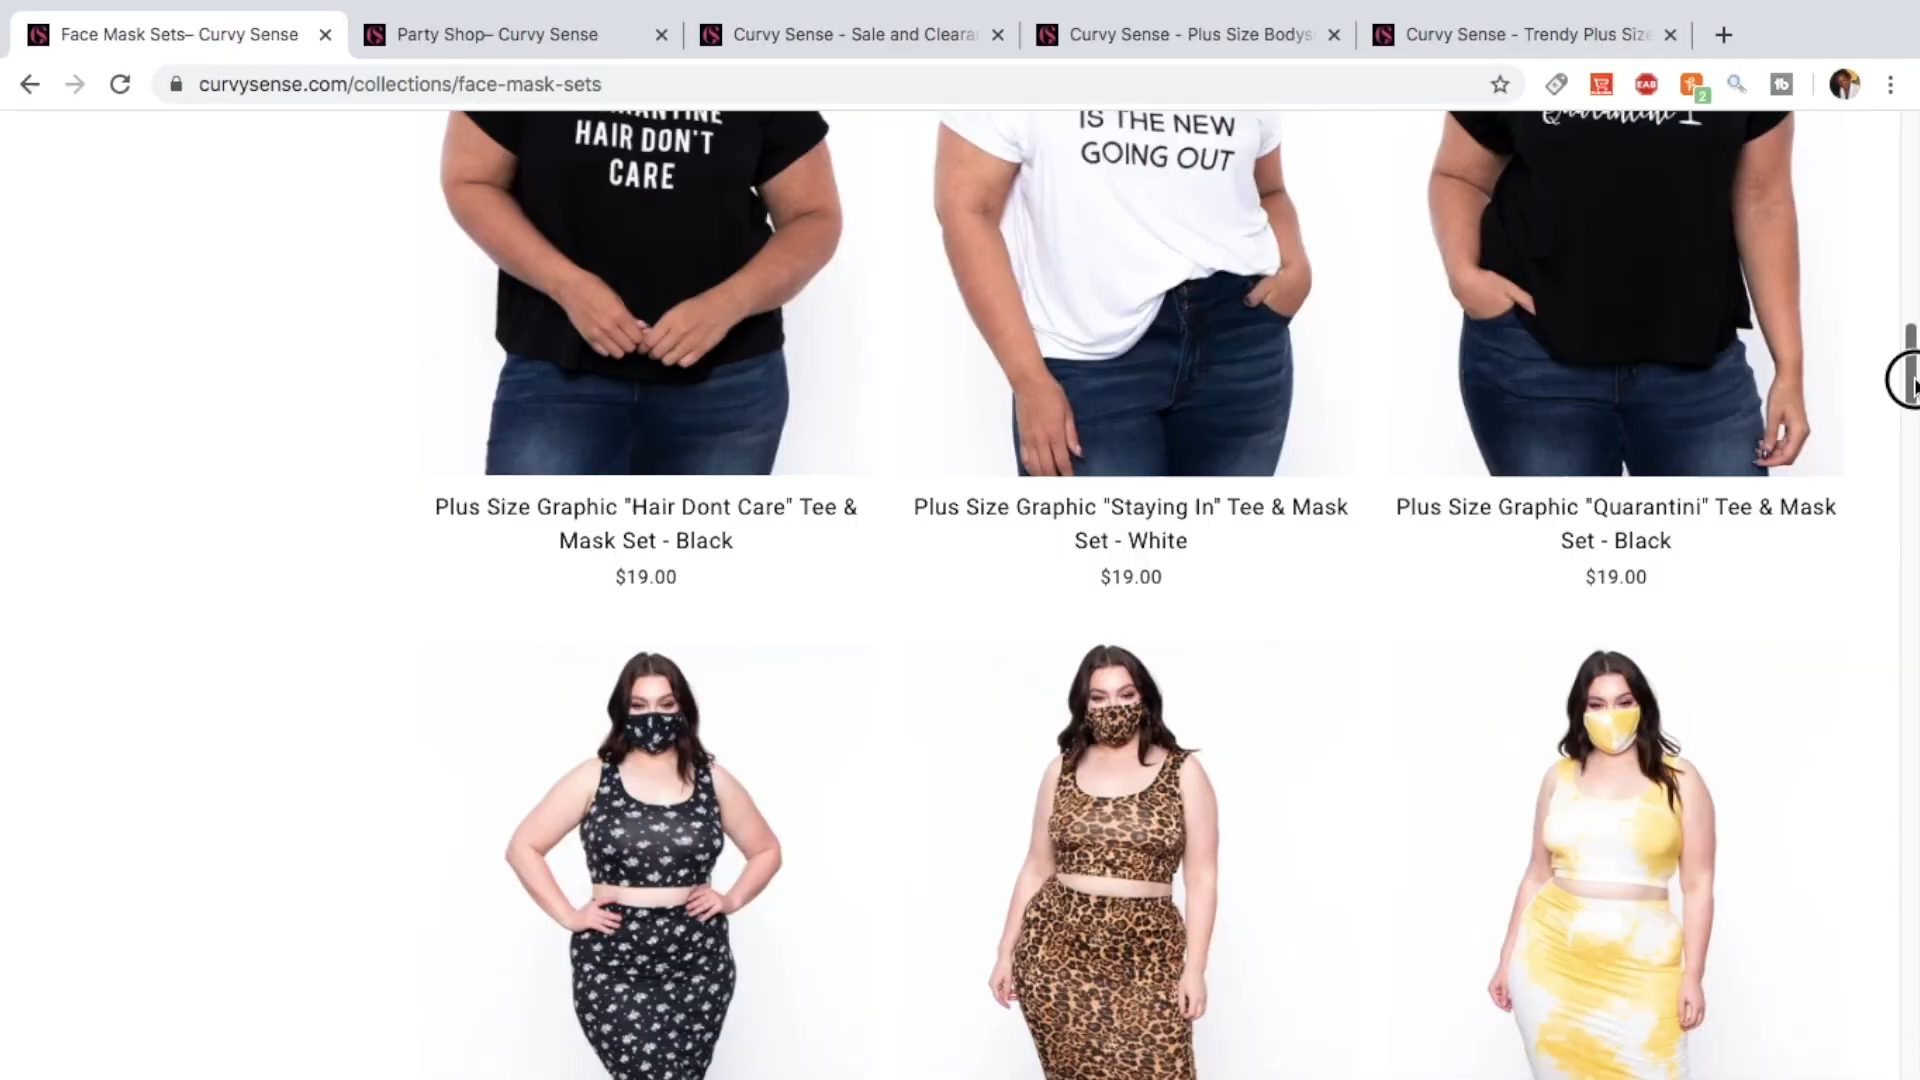 Face Mask Sets– Curvy Sense
Party Shop– Curvy Sense
Curvy Sense - Sale and Cleara
Curvy Sense - Plus Size Bodys
Curvy Sense - Trendy Plus Size
curvysense.com/collections/face-mask-sets
EAB
2
HAIR DON'T
CARE
IS THE NEW
GOING OUT
Plus Size Graphic "Hair Dont Care" Tee &
Mask Set - Black
$19.00
Plus Size Graphic "Staying In" Tee & Mask
Set - White
$19.00
Plus Size Graphic "Quarantini" Tee & Mask
Set - Black
$19.00